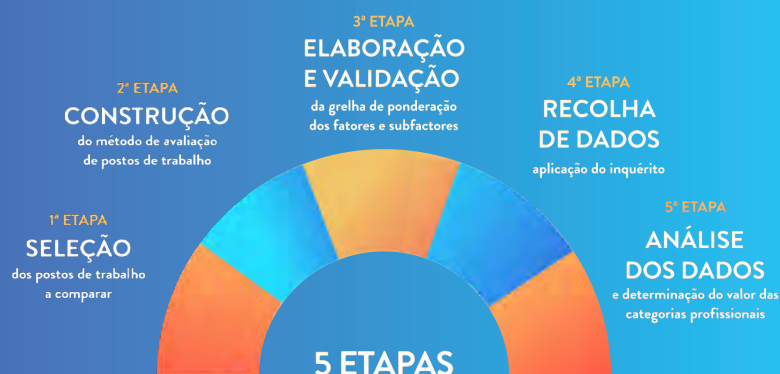 1ª ETAPA
SELEÇÃO
dos postos de trabalho
a comparar
2ª ETAPA
CONSTRUÇÃO
do método de avaliação
de postos de trabalho
3ª ETAPA
ELABORAÇÃO
E VALIDAÇÃO
da grelha de ponderação
dos fatores e subfactores
4ª ETAPA
RECOLHA
DE DADOS
aplicação do inquérito
5ª ETAPA
ANÁLISE
DOS DADOS
e determinação do valor das
categorias profissionais
5 ETAPAS